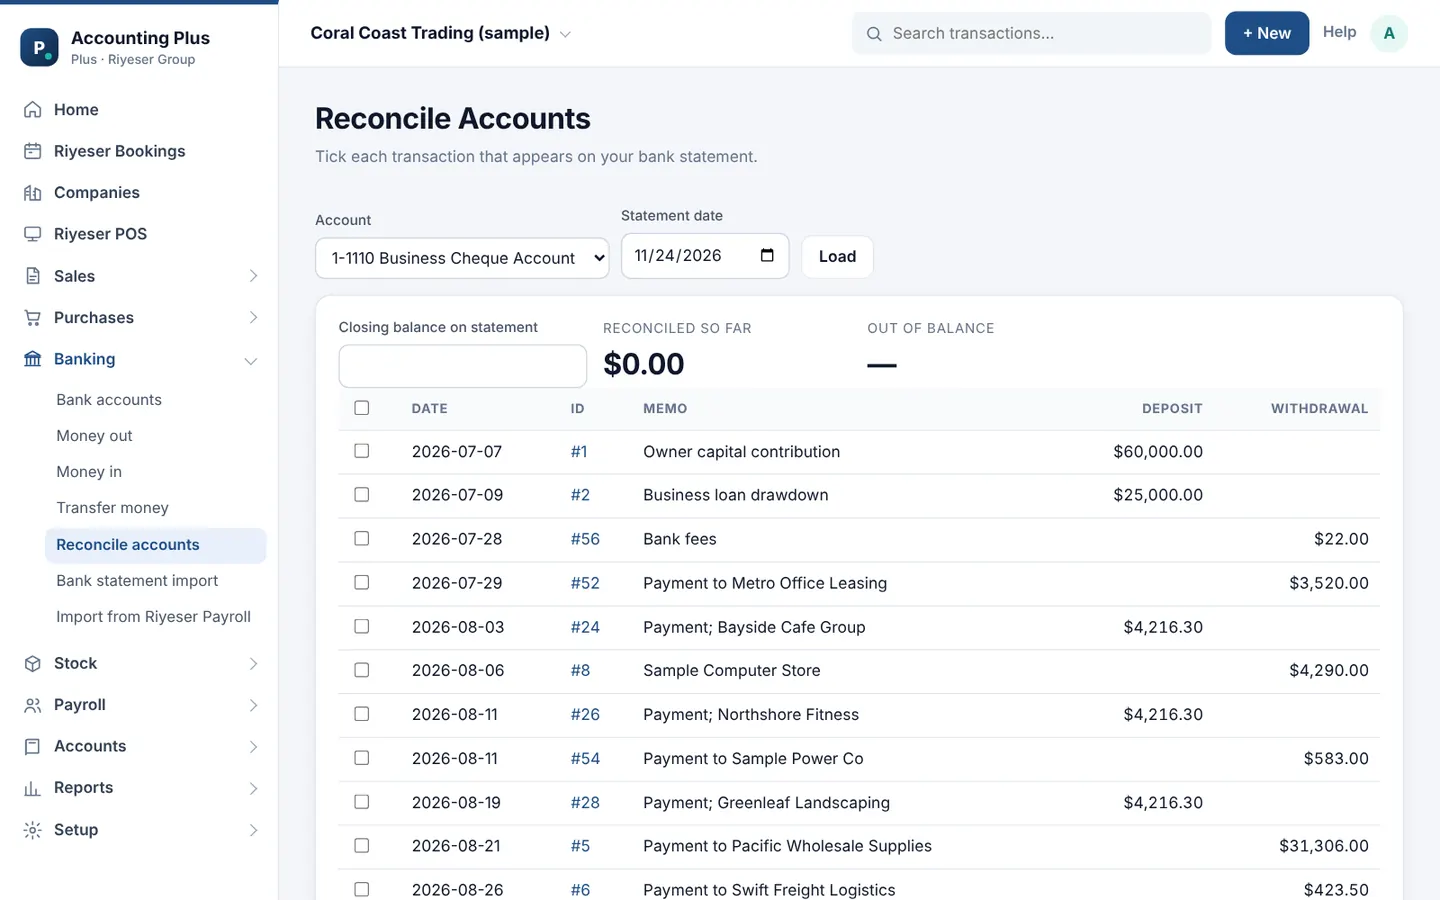 P.
Accounting Plus
Plus · Riyeser Group
Home
Riyeser Bookings
Companies
Riyeser POS
Sales
Purchases
Banking
Bank accounts
Money out
Money in
Transfer money
Reconcile accounts
Bank statement import
Import from Riyeser Payroll
Stock
Payroll
Accounts
Reports
Setup
Coral Coast Trading (sample)
Search transactions...
+ New
Help
A
Reconcile Accounts
Tick each transaction that appears on your bank statement.
Account
Statement date
1-1110 Business Cheque Account
11/24/2026
Load
Closing balance on statement
RECONCILED SO FAR
OUT OF BALANCE
$0.00
—
DATE ID MEMO DEPOSIT WITHDRAWAL
2026-07-07 #1 Owner capital contribution $60,000.00
2026-07-09 #2 Business loan drawdown $25,000.00
2026-07-28 #56 Bank fees $22.00
2026-07-29 #52 Payment to Metro Office Leasing $3,520.00
2026-08-03 #24 Payment; Bayside Cafe Group $4,216.30
2026-08-06 #8 Sample Computer Store $4,290.00
2026-08-11 #26 Payment; Northshore Fitness $4,216.30
2026-08-11 #54 Payment to Sample Power Co $583.00
2026-08-19 #28 Payment; Greenleaf Landscaping $4,216.30
2026-08-21 #5 Payment to Pacific Wholesale Supplies $31,306.00
2026-08-26 #6 Payment to Swift Freight Logistics $423.50